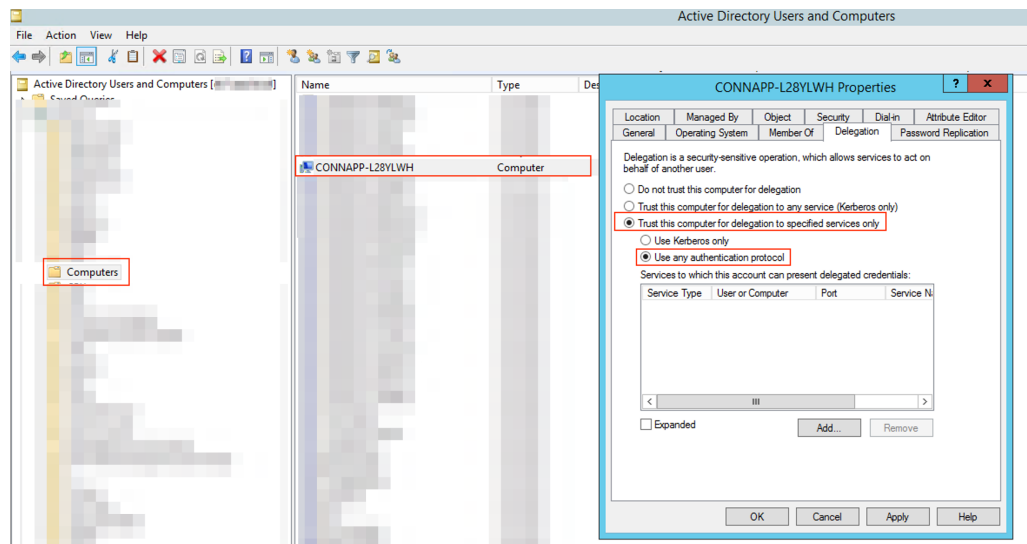 Active Directory Users and Computers
File Action View Help
Active Directory Users and Computers [ ]
Saved Queries
Computers
Name Type Des
CONNAPP-L28YLWH Computer
CONNAPP-L28YLWH Properties
? x
Location Managed By Object Security Dial-in Attribute Editor
General Operating System Member Of Delegation Password Replication
Delegation is a security-sensitive operation, which allows services to act on
behalf of another user.
Do not trust this computer for delegation
Trust this computer for delegation to any service (Kerberos only)
Trust this computer for delegation to specified services only
Use Kerberos only
Use any authentication protocol
Services to which this account can present delegated credentials:
Service Type User or Computer Port Service Na
Expanded Add... Remove
OK Cancel Apply Help